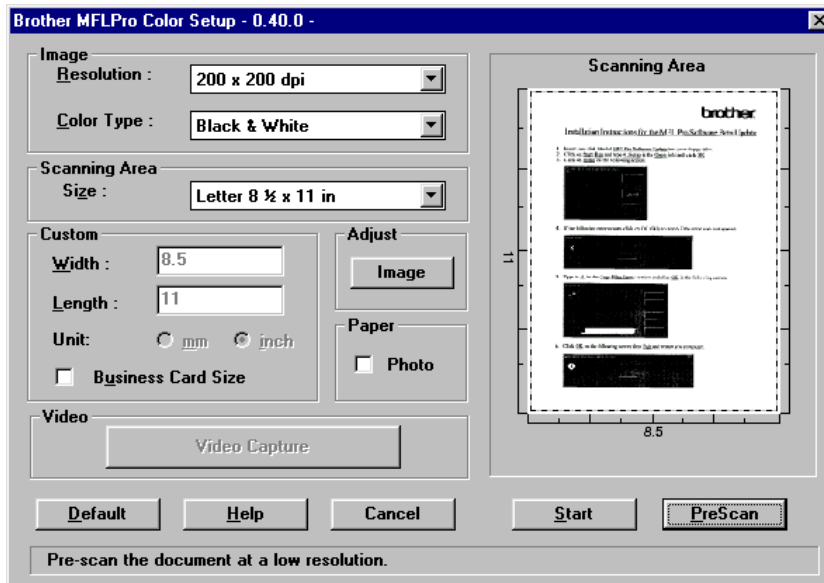 Brother MFLPro Color Setup - 0.40.0 -
Image
Resolution :
200 x 200 dpi
Color Type :
Black & White
Scanning Area
Size :
Letter 8 ½ x 11 in
Custom
Width :
8.5
Length :
11
Unit:
mm
inch
Business Card Size
Adjust
Image
Paper
Photo
Video
Video Capture
Scanning Area
brother
Installation Instructions for the MFL Pro Software
11
8.5
Default
Help
Cancel
Start
PreScan
Pre-scan the document at a low resolution.